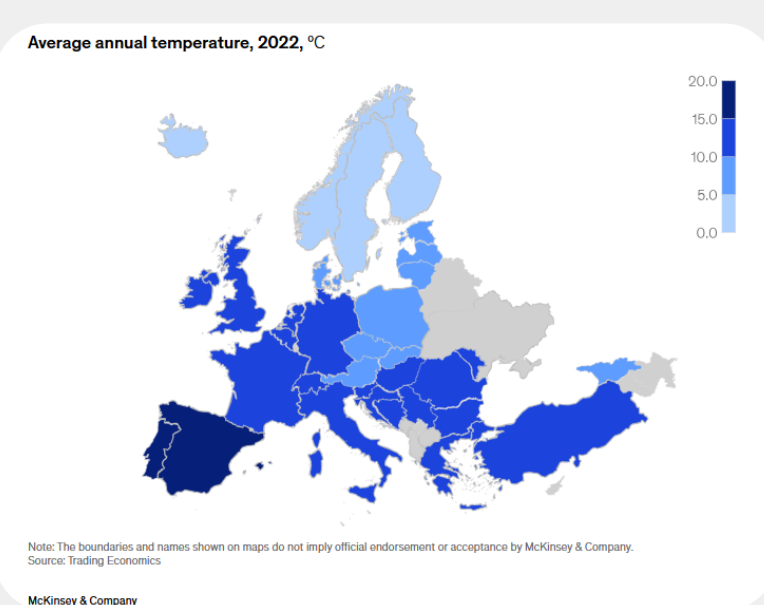 Average annual temperature, 2022, ºC
20.0
15.0
10.0
5.0
0.0
Note: The boundaries and names shown on maps do not imply official endorsement or acceptance by McKinsey & Company.
Source: Trading Economics
McKinsey & Company